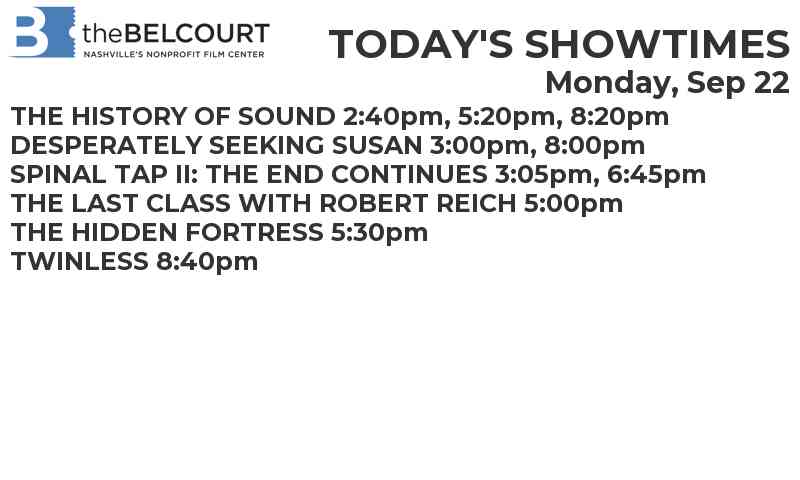 B theBELCOURT
NASHVILLE'S NONPROFIT FILM CENTER
TODAY'S SHOWTIMES
Monday, Sep 22
THE HISTORY OF SOUND 2:40pm, 5:20pm, 8:20pm
DESPERATELY SEEKING SUSAN 3:00pm, 8:00pm
SPINAL TAP II: THE END CONTINUES 3:05pm, 6:45pm
THE LAST CLASS WITH ROBERT REICH 5:00pm
THE HIDDEN FORTRESS 5:30pm
TWINLESS 8:40pm